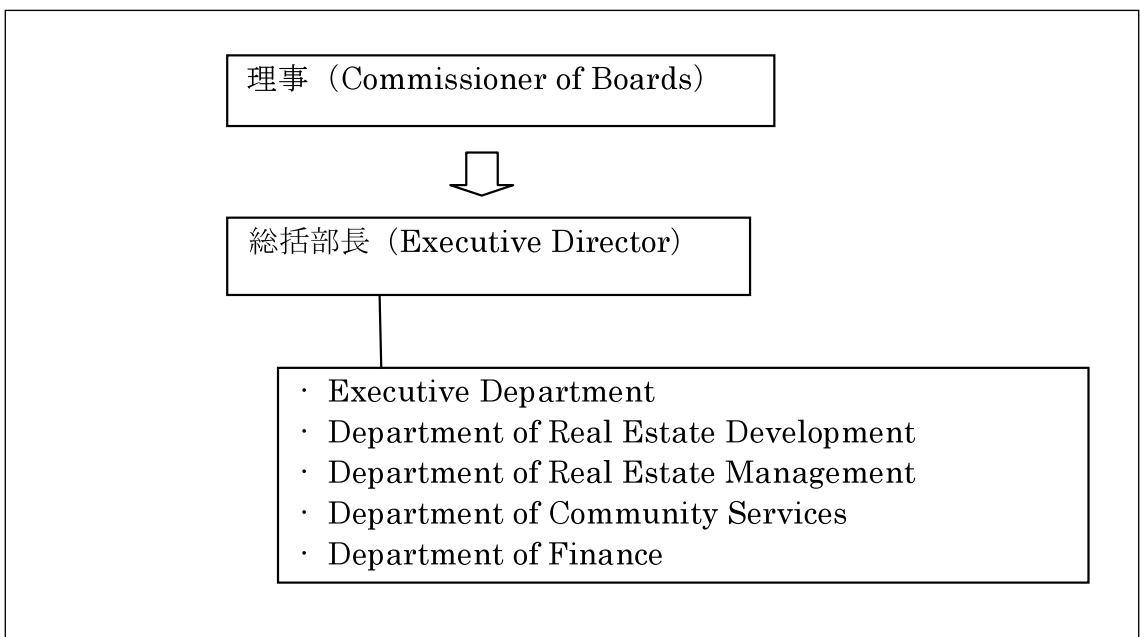 理事（Commissioner of Boards）
総括部長（Executive Director）
・ Executive Department
・ Department of Real Estate Development
・ Department of Real Estate Management
・ Department of Community Services
・ Department of Finance